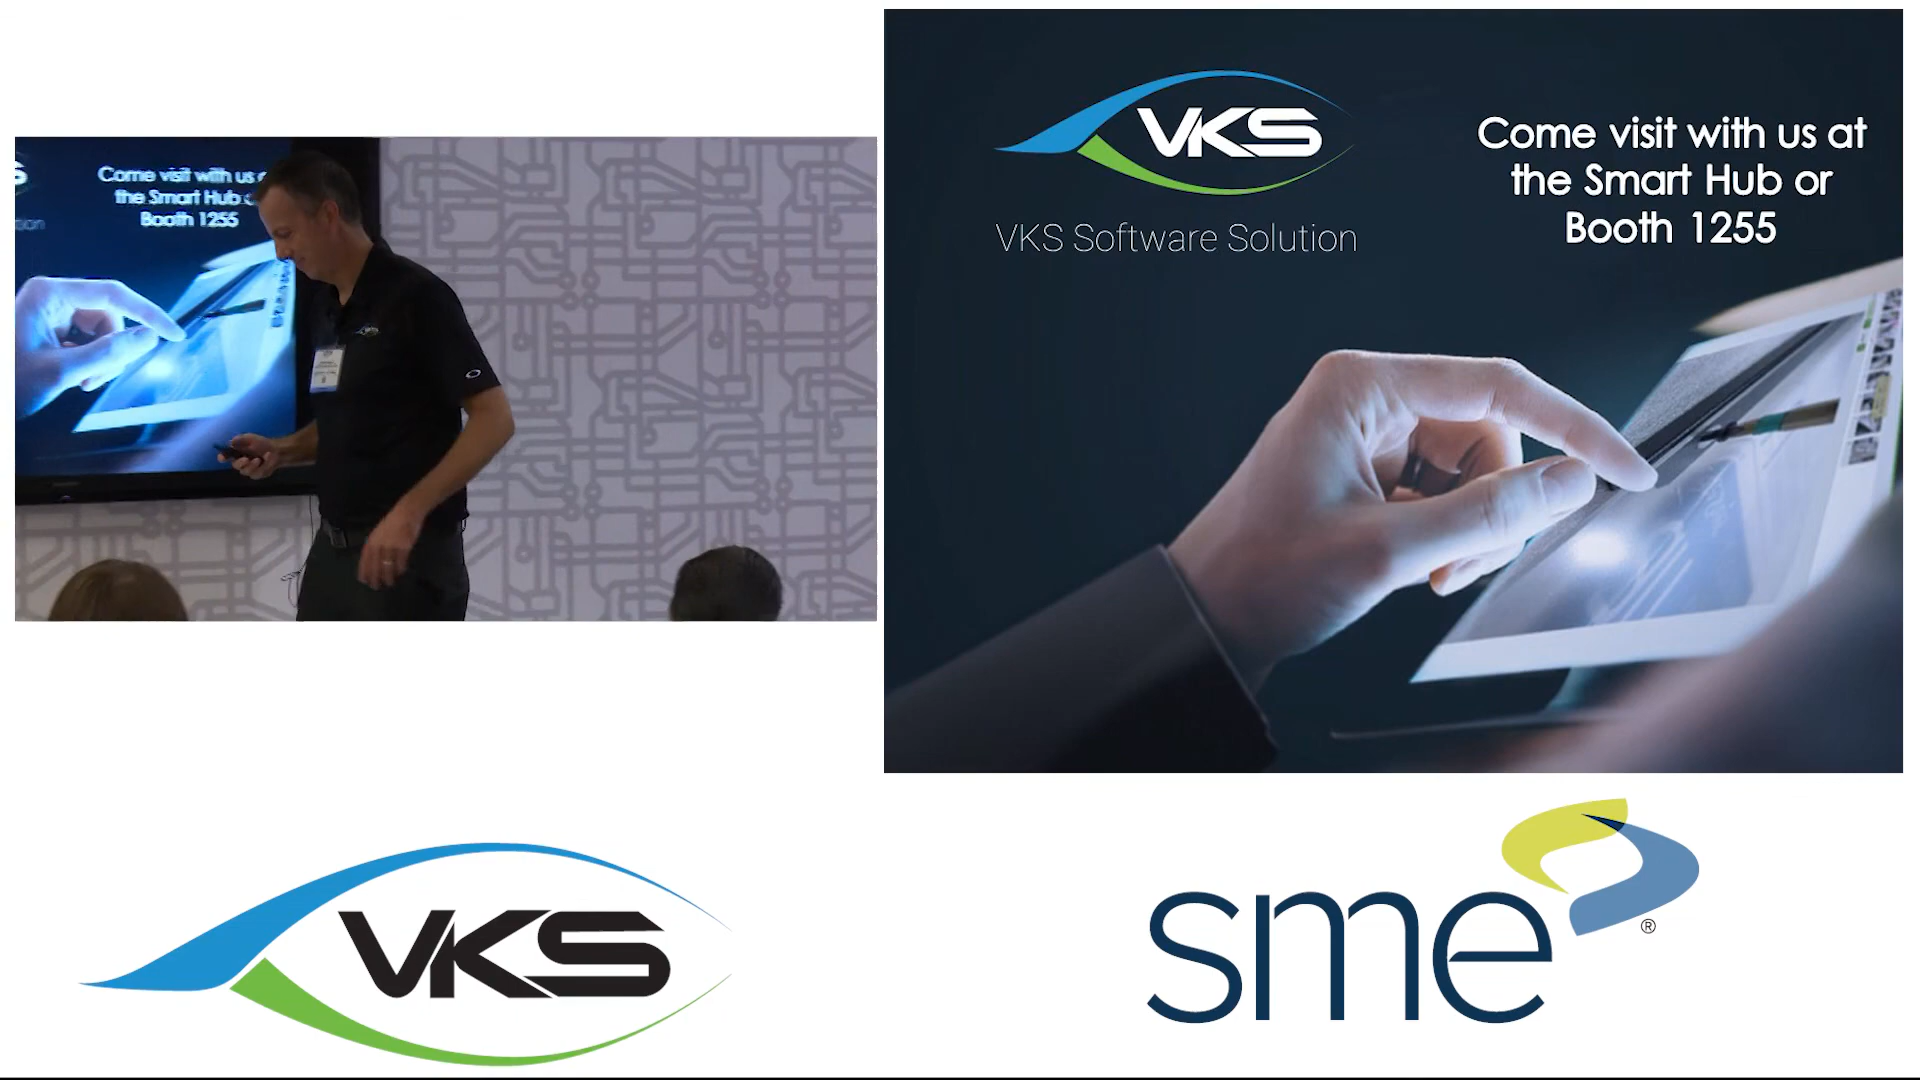 S
Come visit with us
the Smart Hub
Booth 1255
VKS
VKS Software Solution
Come visit with us at
the Smart Hub or
Booth 1255
VKS
sme®